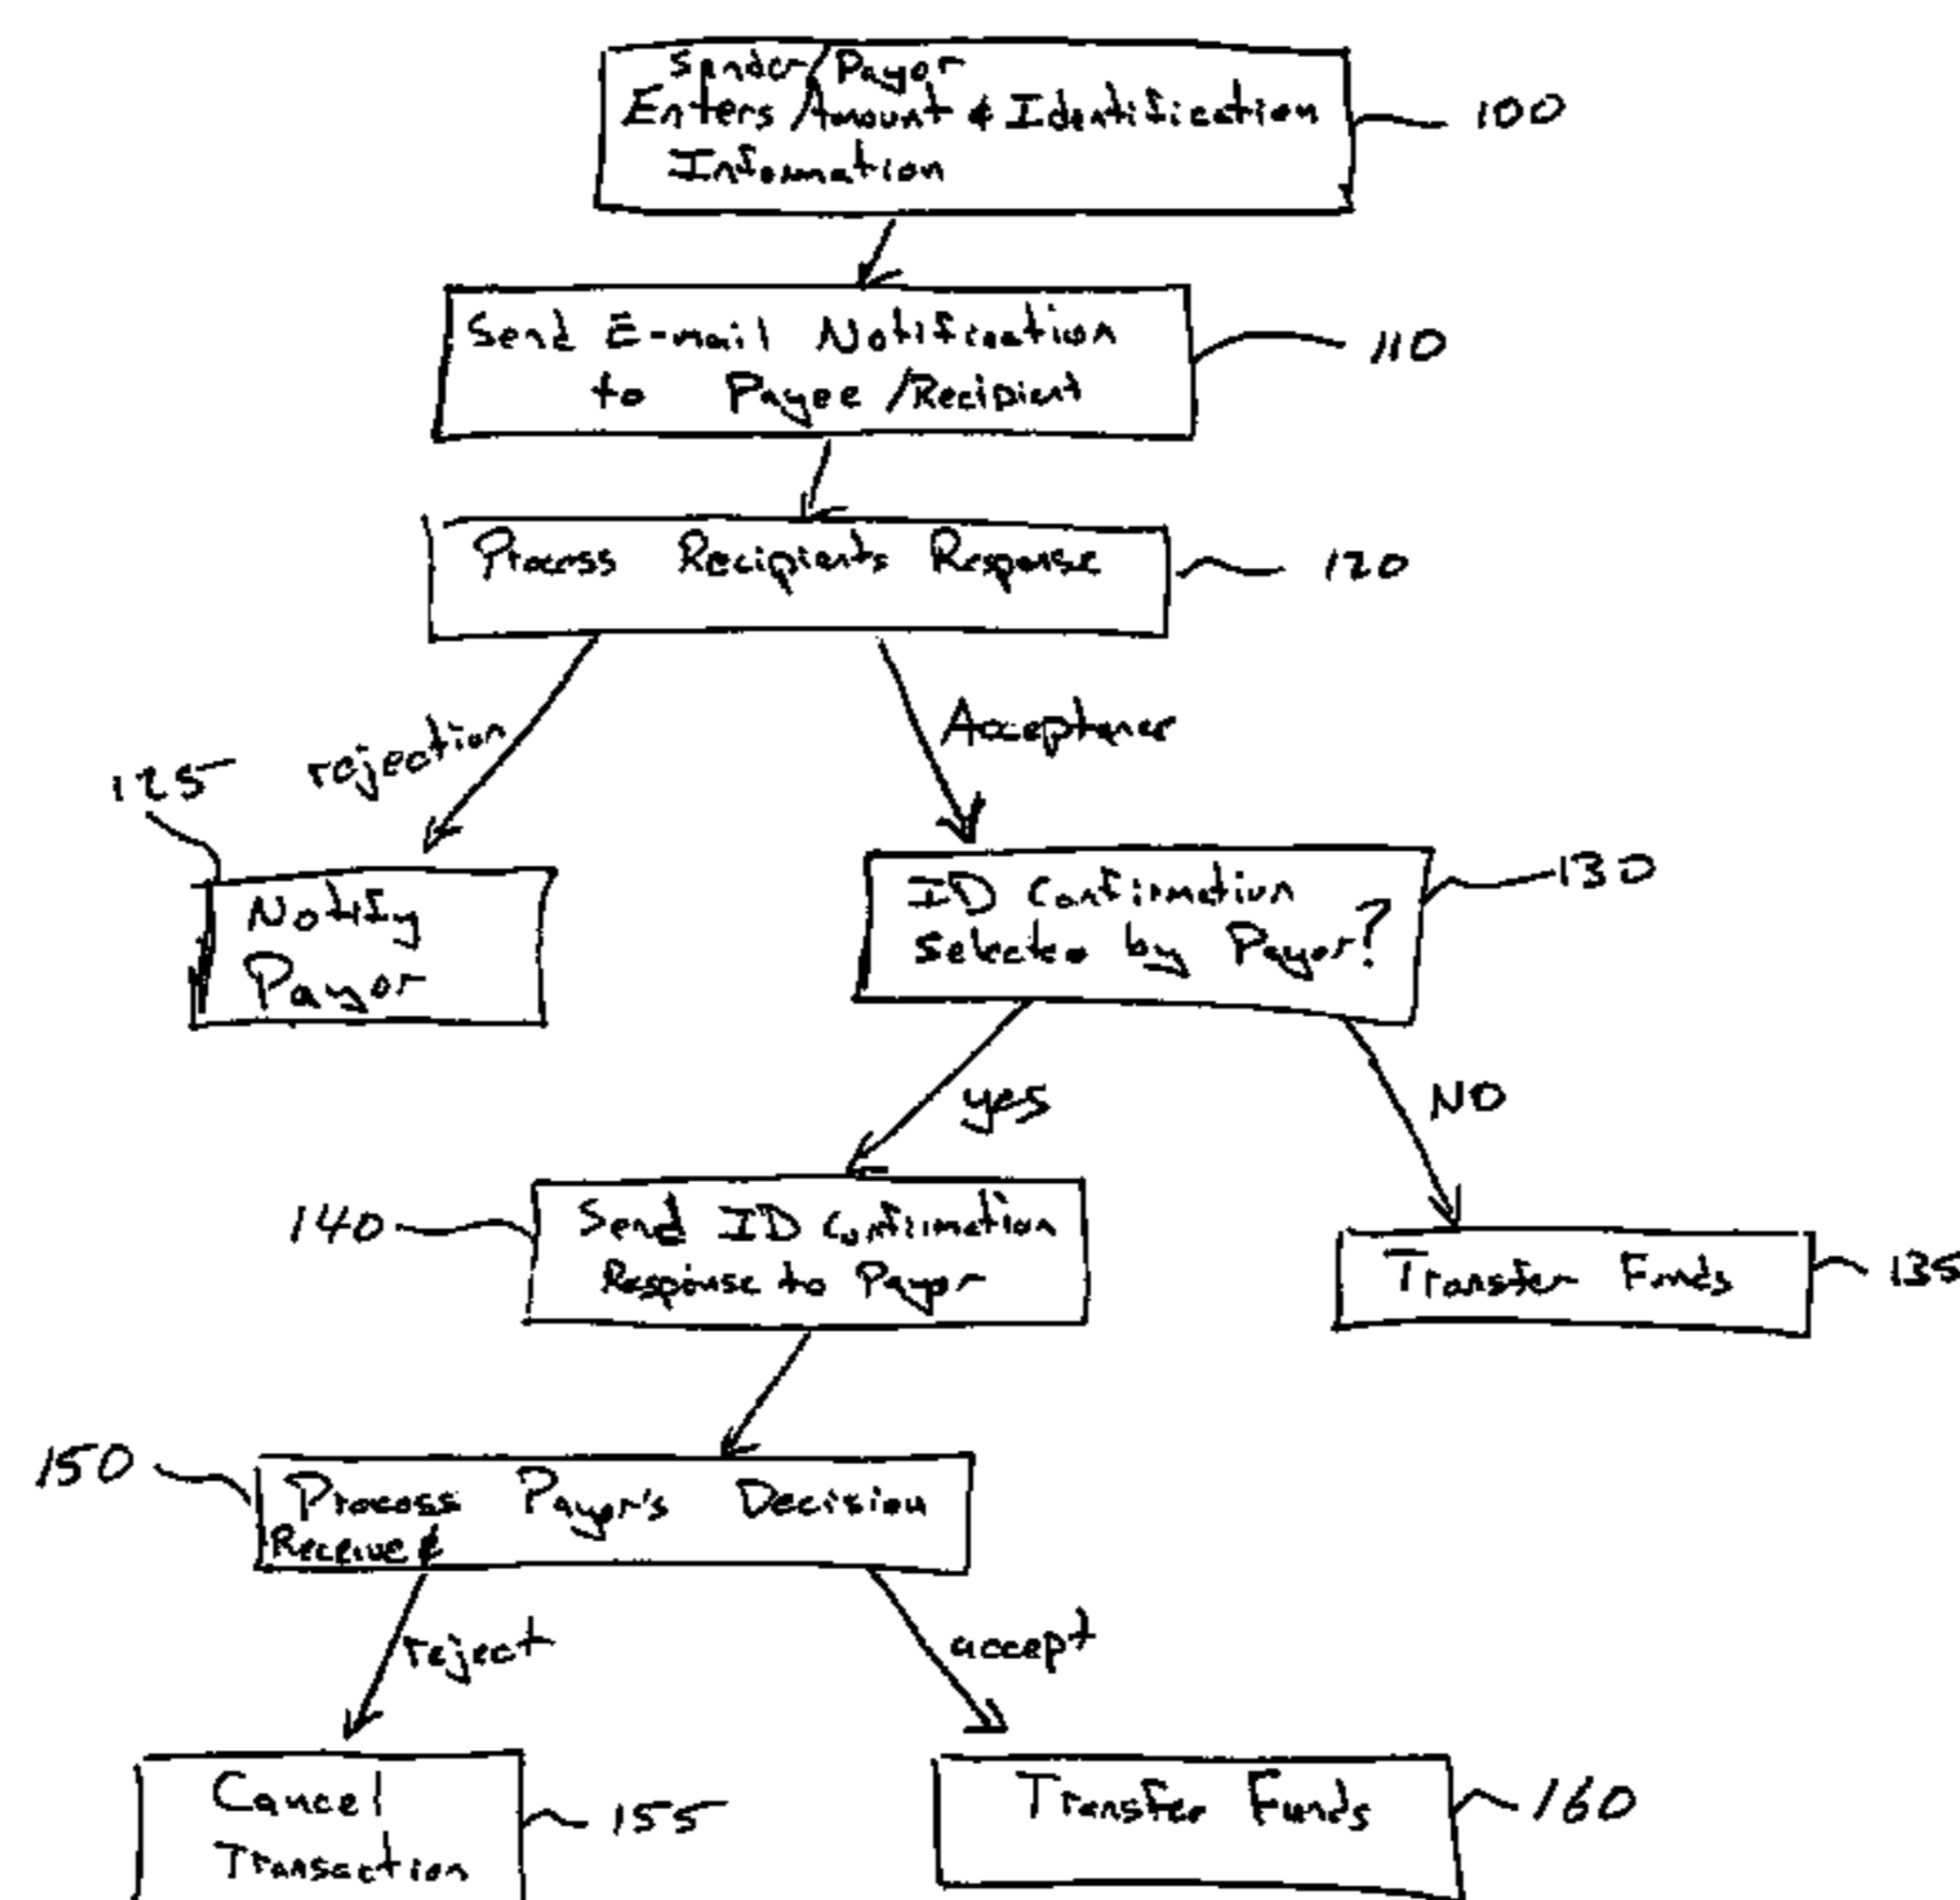 Sender/Payor
Enters Amount & Identification
Information
100
Send E-mail Notification
to Payee/Recipient
110
Process Recipients Response
120
rejection
Acceptance
125
Notify
Payor
ID Confirmation
Selected by Payor?
130
yes
NO
140
Send ID Confirmation
Response to Payor
Transfer Funds
135
150
Process Payor's Decision
Receive &
reject
accept
Cancel
Transaction
155
Transfer Funds
160